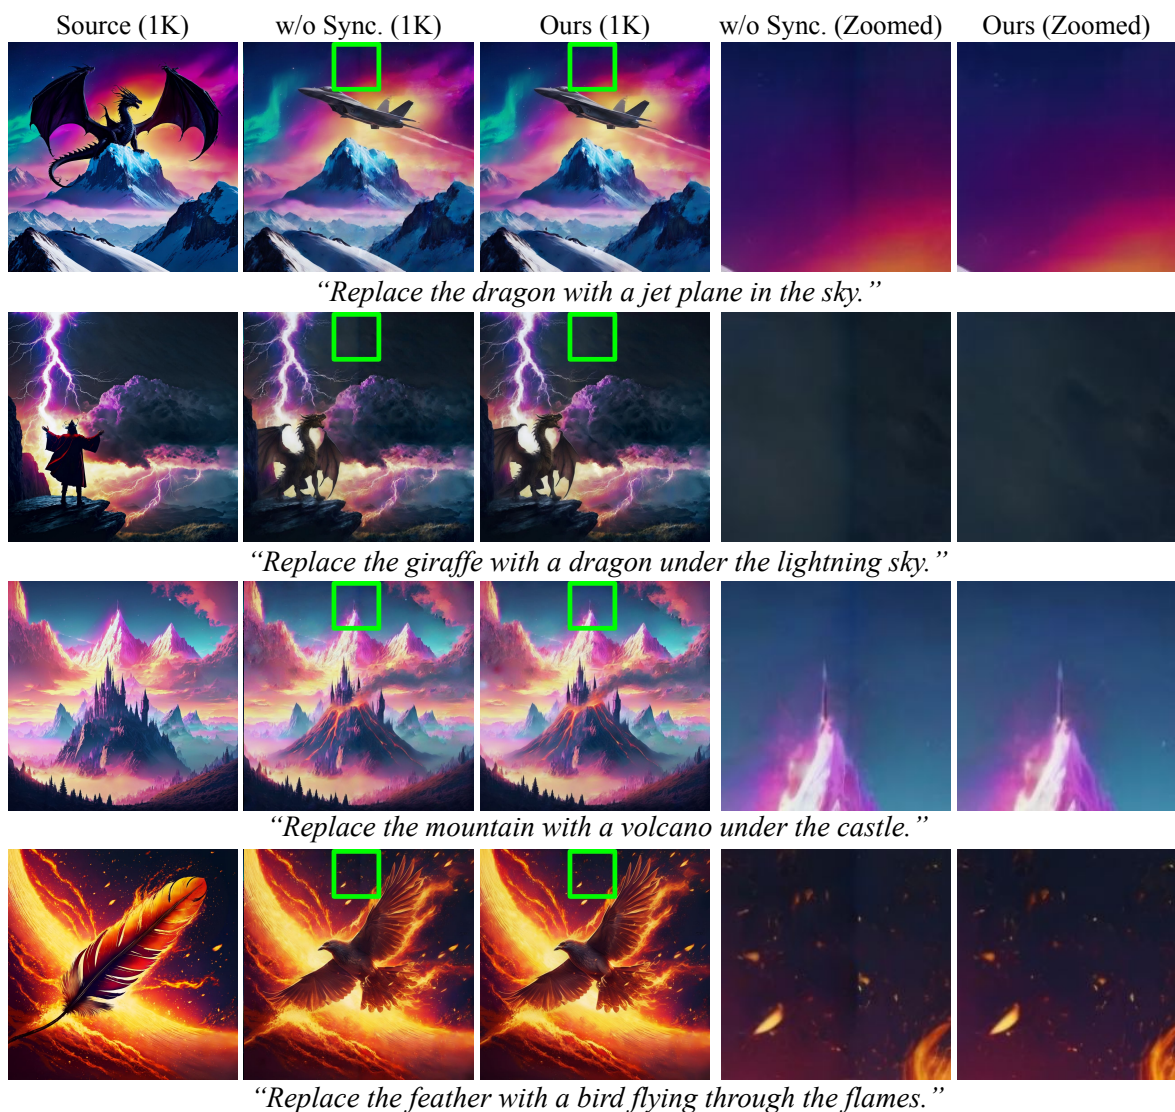 Source (1K) w/o Sync. (1K) Ours (1K) w/o Sync. (Zoomed) Ours (Zoomed)
“Replace the dragon with a jet plane in the sky.”
“Replace the giraffe with a dragon under the lightning sky.”
“Replace the mountain with a volcano under the castle.”
“Replace the feather with a bird flying through the flames.”